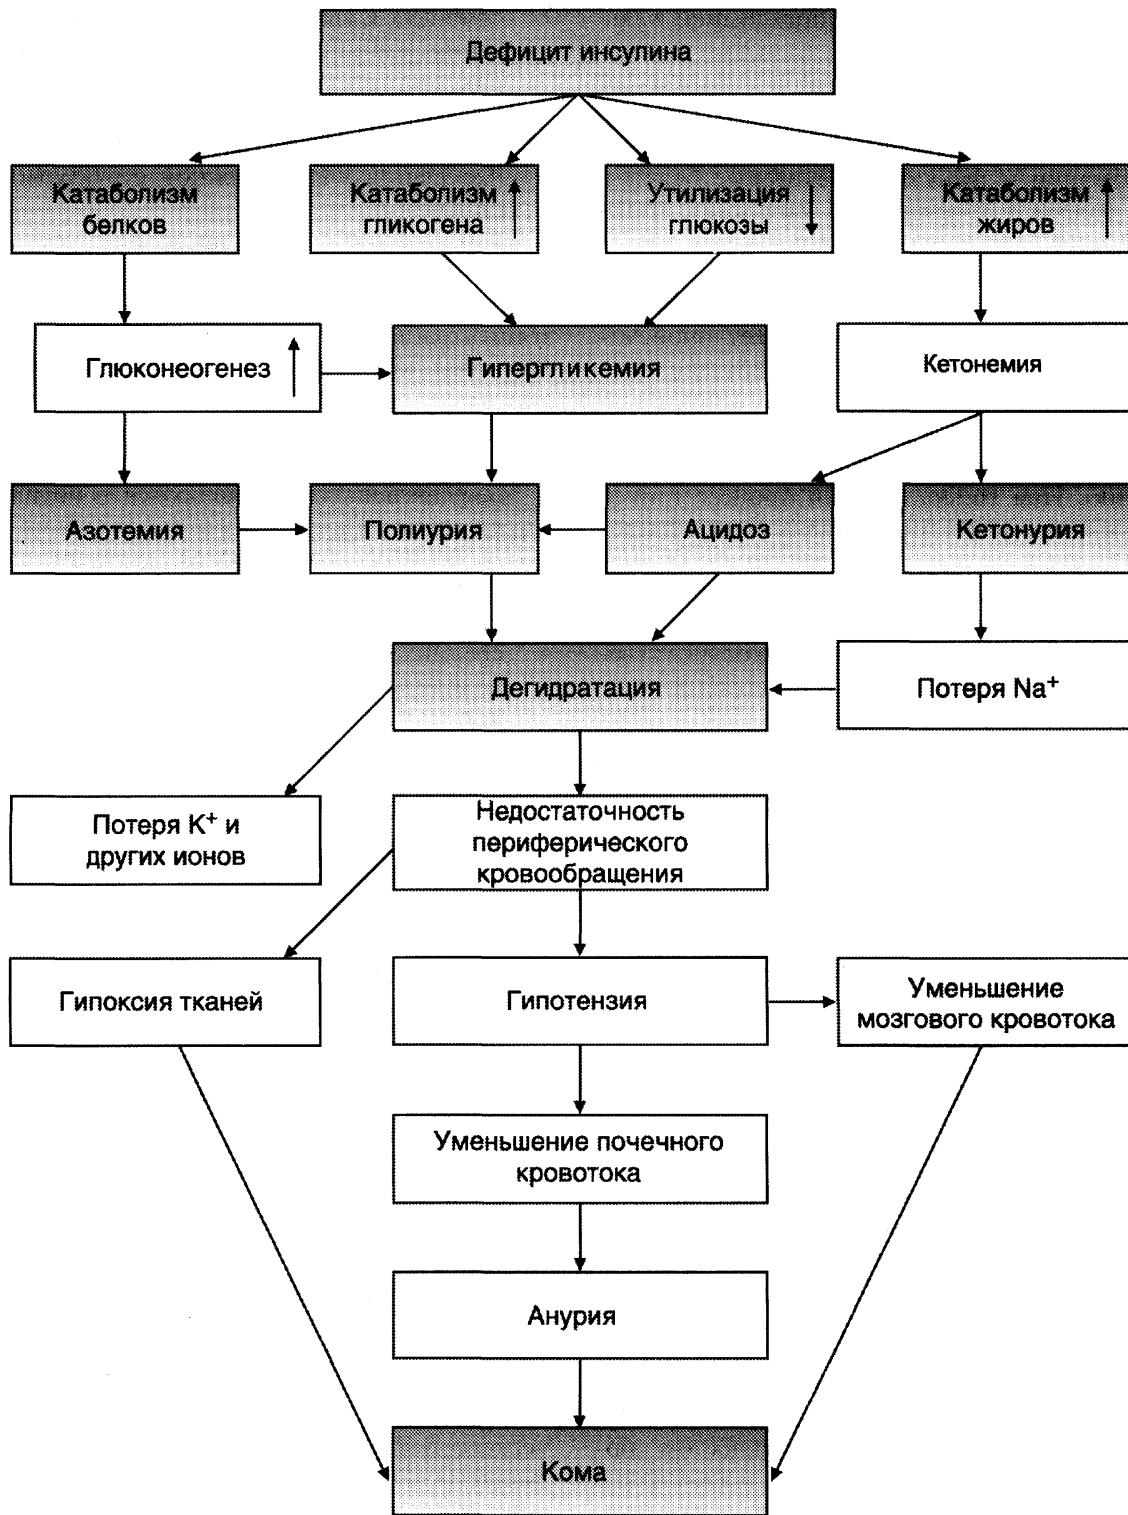 Дефицит инсулина
Катаболизм
белков
Катаболизм
гликогена
Утилизация
глюкозы
Катаболизм
жиров
Глюконеогенез
Гипергликемия
Кетонемия
Азотемия
Полиурия
Ацидоз
Кетонурия
Дегидратация
Потеря Na⁺
Потеря K⁺ и
других ионов
Недостаточность
периферического
кровообращения
Гипоксия тканей
Гипотензия
Уменьшение
мозгового кровотока
Уменьшение почечного
кровотока
Анурия
Кома